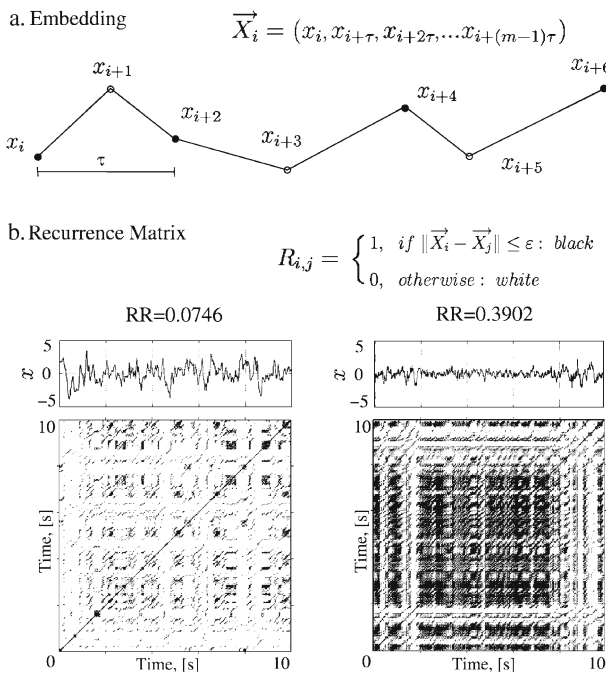 a. Embedding
$\overrightarrow{X_i} = (x_i, x_{i+\tau}, x_{i+2\tau}, ... x_{i+(m-1)\tau})$
$x_i$
$x_{i+1}$
$x_{i+2}$
$x_{i+3}$
$x_{i+4}$
$x_{i+5}$
$x_{i+6}$
τ
b. Recurrence Matrix
$R_{i,j} = \begin{cases} 1, & if\ \|\overrightarrow{X_i} - \overrightarrow{X_j}\| \leq \varepsilon :\ black \\ 0, & otherwise :\ white \end{cases}$
RR=0.0746
5
x
−5
10
Time, [s]
0
0
Time, [s]
10
RR=0.3902
5
x
−5
10
Time, [s]
0
0
Time, [s]
10